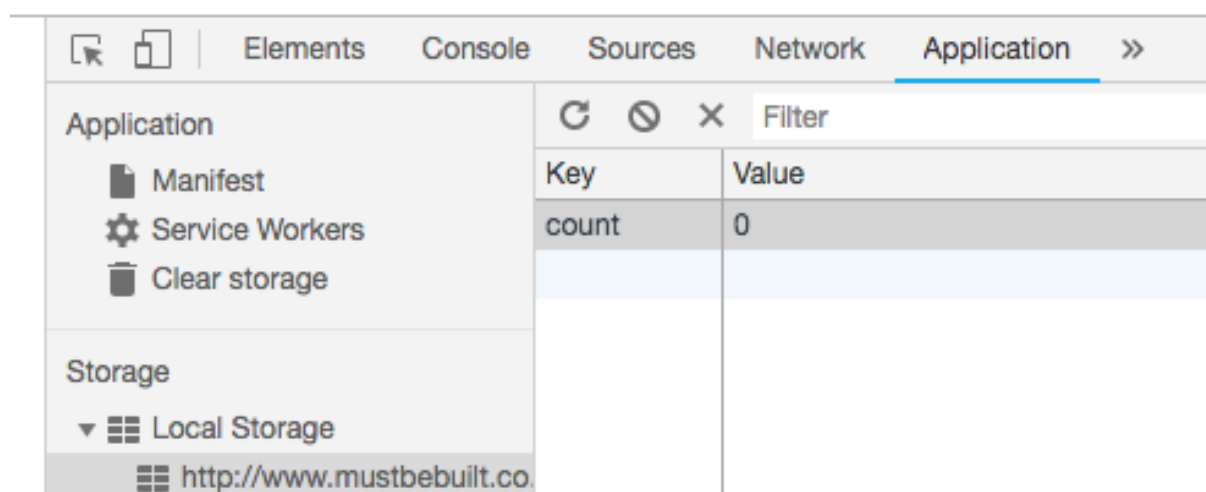 Elements Console Sources Network Application »
Application
Manifest
Service Workers
Clear storage
Storage
Local Storage
http://www.mustbebuilt.co.
Filter
Key Value
count 0